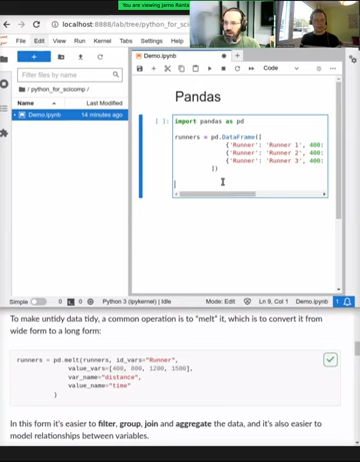 You are viewing Jarno Ranta
localhost:8888/lab/tree/python_for_sci
File Edit View Run Kernel Tabs Settings Help
Filter files by name
/ python_for_scicomp /
Name Last Modified
Demo.ipynb 14 minutes ago
Demo.ipynb
Code
Pandas
[ ]: import pandas as pd
runners = pd.DataFrame([
{'Runner': 'Runner 1', 400:
{'Runner': 'Runner 2', 400:
{'Runner': 'Runner 3', 400:
])
Simple 0 0 Python 3 (ipykernel) | Idle Mode: Edit Ln 9, Col 1 Demo.ipynb 1
To make untidy data tidy, a common operation is to "melt" it, which is to convert it from
wide form to a long form:
runners = pd.melt(runners, id_vars="Runner",
value_vars=[400, 800, 1200, 1500],
var_name="distance",
value_name="time"
)
In this form it's easier to filter, group, join and aggregate the data, and it's also easier to
model relationships between variables.